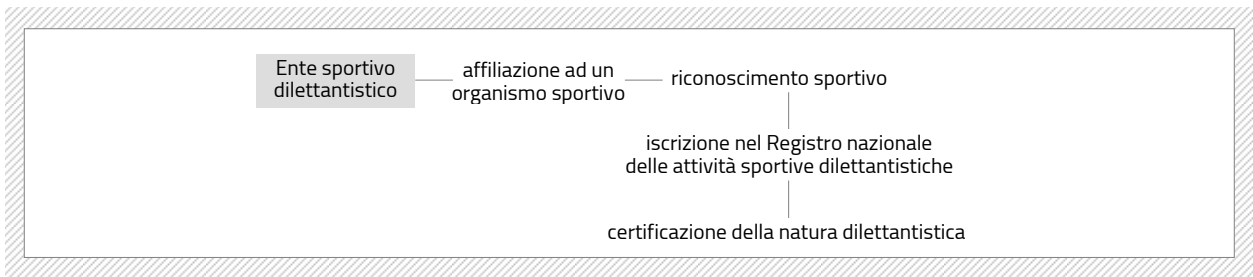 Ente sportivo
dilettantistico
affiliazione ad un
organismo sportivo
riconoscimento sportivo
iscrizione nel Registro nazionale
delle attività sportive dilettantistiche
certificazione della natura dilettantistica